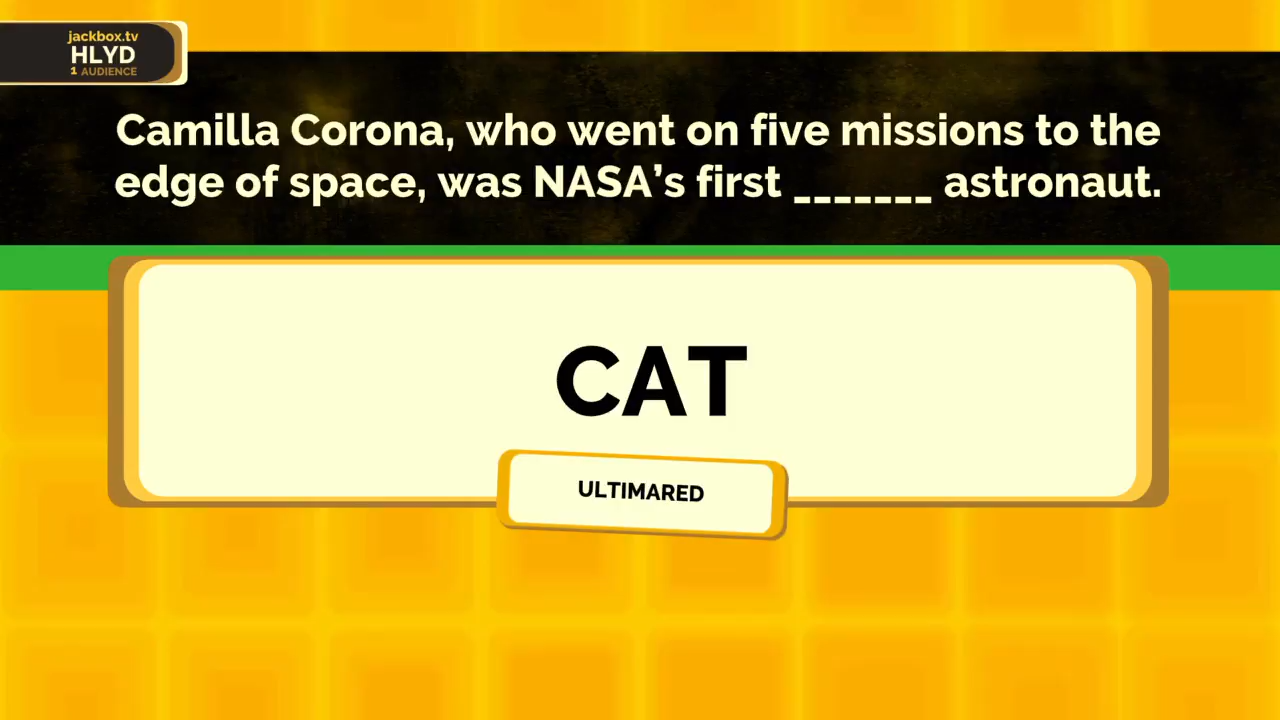 jackbox.tv
HLYD
1 AUDIENCE
Camilla Corona, who went on five missions to the
edge of space, was NASA’s first _______ astronaut.
CAT
ULTIMARED